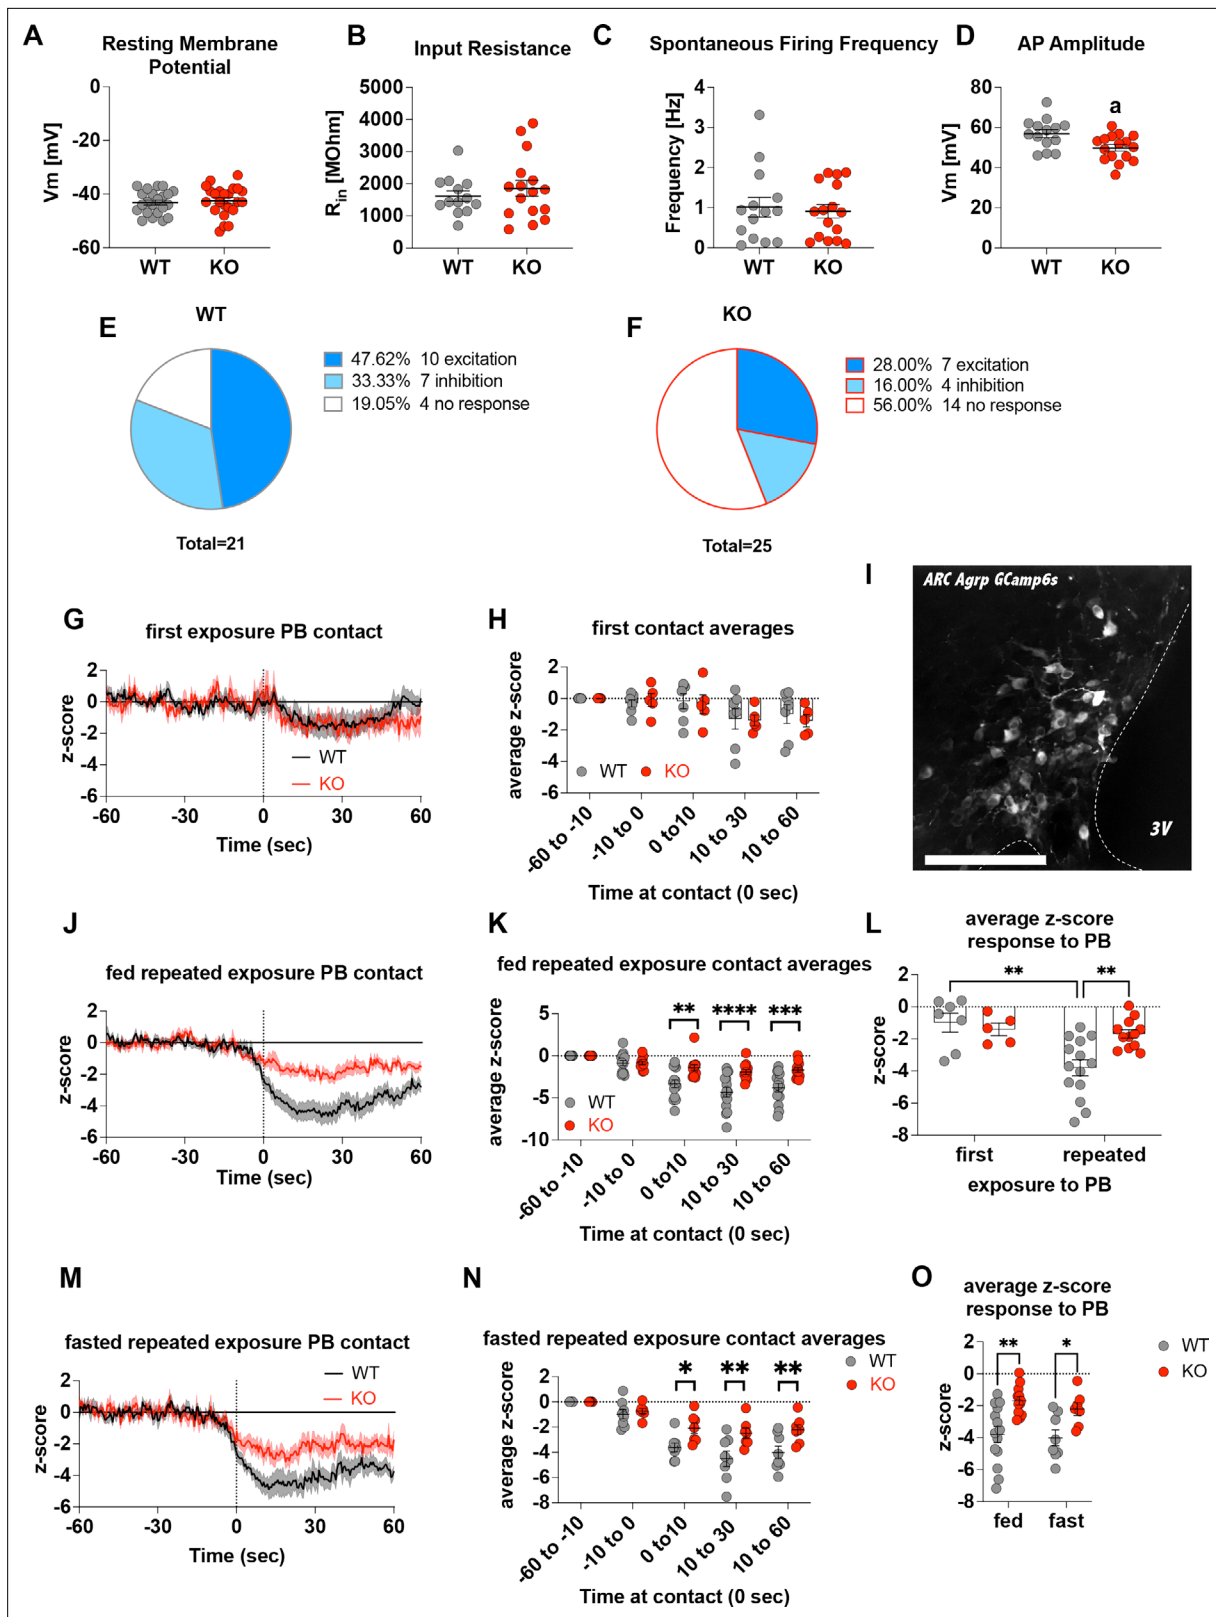 A
Resting Membrane
Potential
Vm [mV]
0
-20
-40
-60
WT
KO
B
Input Resistance
Rin [MOhm]
5000
4000
3000
2000
1000
0
WT
KO
C
Spontaneous Firing Frequency
Frequency [Hz]
4
3
2
1
0
WT
KO
D
AP Amplitude
Vm [mV]
80
60
40
20
0
a
WT
KO
E
WT
47.62% 10 excitation
33.33% 7 inhibition
19.05% 4 no response
Total=21
F
KO
28.00% 7 excitation
16.00% 4 inhibition
56.00% 14 no response
Total=25
G
first exposure PB contact
z-score
2
0
-2
-4
-6
WT
KO
-60
-30
0
30
60
Time (sec)
H
first contact averages
average z-score
2
0
-2
-4
-6
WT
KO
-60 to -10
-10 to 0
0 to10
10 to 30
10 to 60
Time at contact (0 sec)
I
ARC Agrp GCamp6s
3V
J
fed repeated exposure PB contact
z-score
2
0
-2
-4
-6
-60
-30
0
30
60
Time (sec)
K
fed repeated exposure contact averages
average z-score
5
0
-5
-10
**
****
***
WT
KO
-60 to -10
-10 to 0
0 to10
10 to 30
10 to 60
Time at contact (0 sec)
L
average z-score
response to PB
z-score
2
0
-2
-4
-6
-8
**
**
first
repeated
exposure to PB
M
fasted repeated exposure PB contact
z-score
2
0
-2
-4
-6
WT
KO
-60
-30
0
30
60
Time (sec)
N
fasted repeated exposure contact averages
average z-score
2
0
-2
-4
-6
-8
*
**
**
WT
KO
-60 to -10
-10 to 0
0 to10
10 to 30
10 to 60
Time at contact (0 sec)
O
average z-score
response to PB
z-score
2
0
-2
-4
-6
-8
**
*
WT
KO
fed
fast